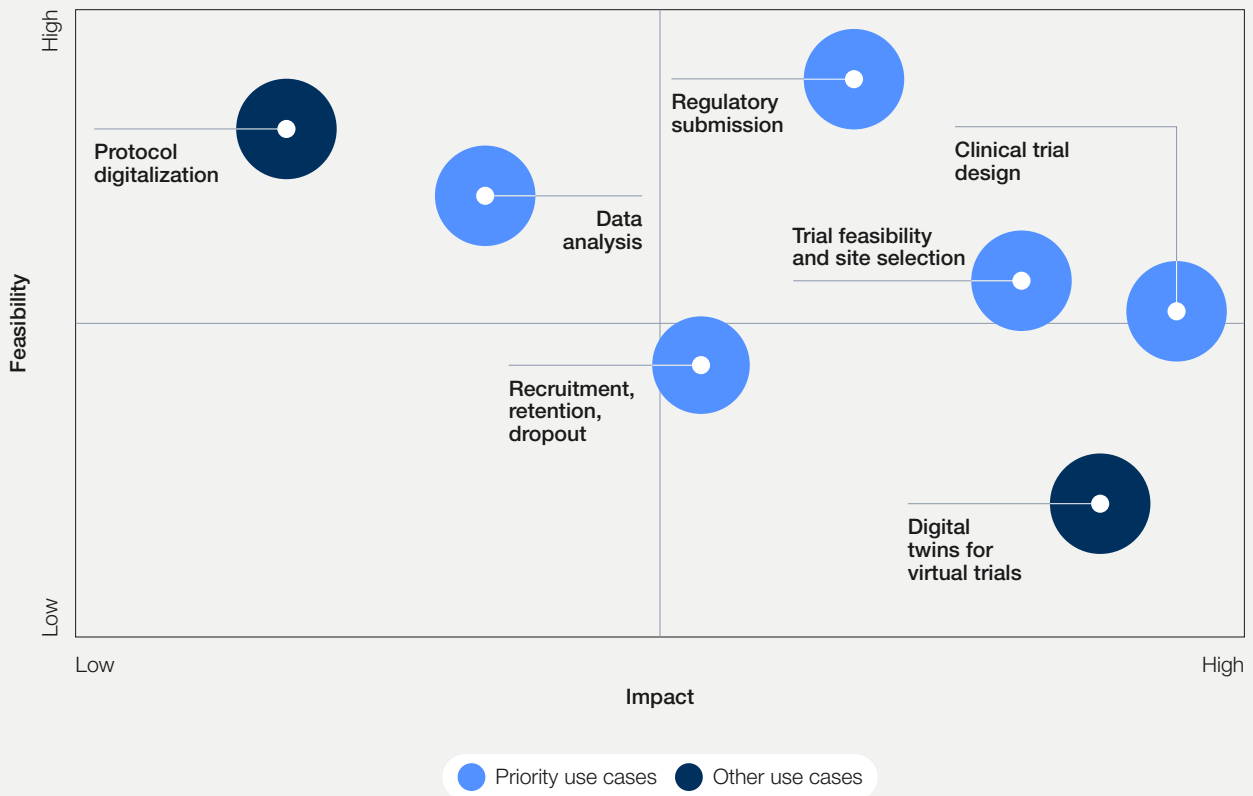 High
Regulatory
submission
Protocol
digitalization
Clinical trial
design
Data
analysis
Trial feasibility
and site selection
Feasibility
Recruitment,
retention,
dropout
Digital
twins for
virtual trials
Low
Low
High
Impact
Priority use cases
Other use cases